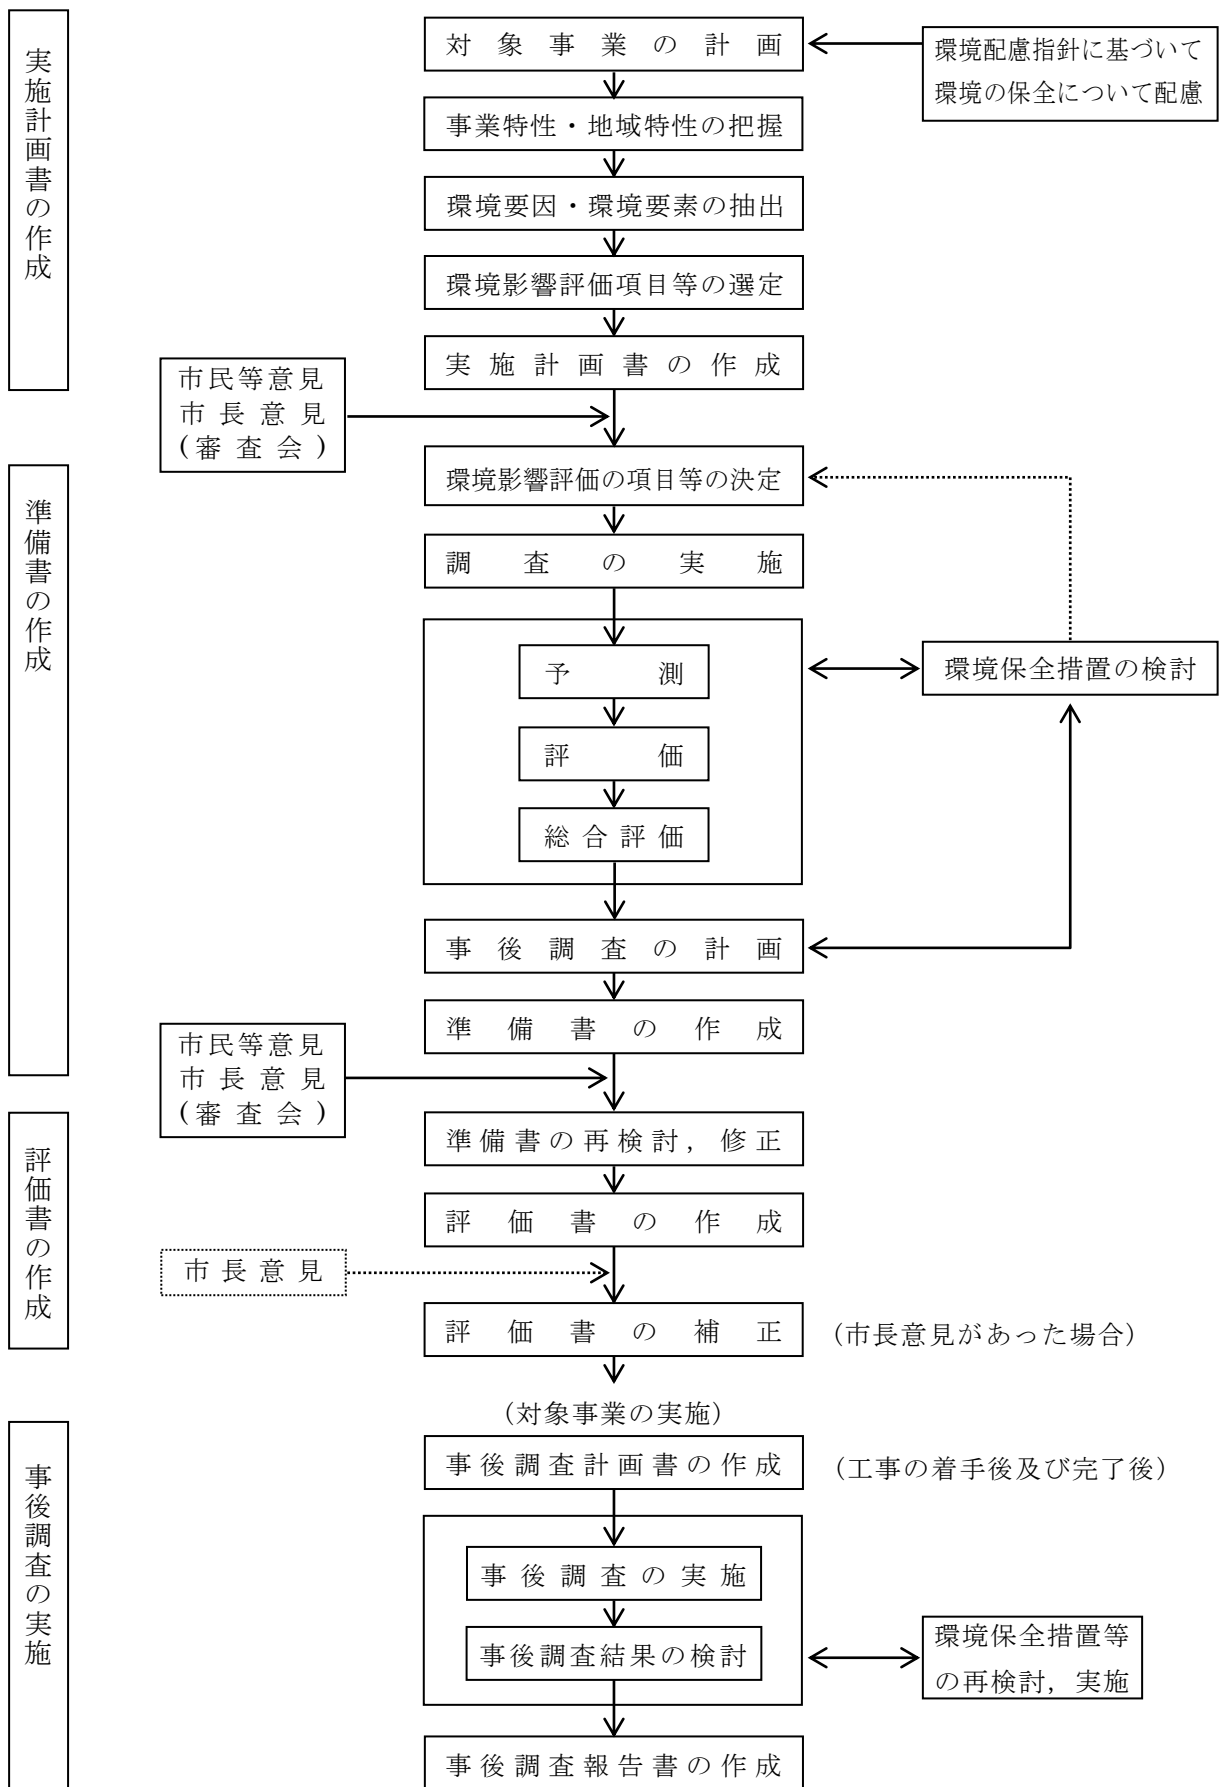 実施計画書の作成
対象事業の計画
環境配慮指針に基づいて
環境の保全について配慮
事業特性・地域特性の把握
環境要因・環境要素の抽出
環境影響評価項目等の選定
実施計画書の作成
市民等意見
市長意見
(審査会)
準備書の作成
環境影響評価の項目等の決定
調査の実施
予測
環境保全措置の検討
評価
総合評価
事後調査の計画
準備書の作成
市民等意見
市長意見
(審査会)
評価書の作成
準備書の再検討，修正
評価書の作成
市長意見
評価書の補正
(市長意見があった場合)
(対象事業の実施)
事後調査の実施
事後調査計画書の作成
(工事の着手後及び完了後)
事後調査の実施
事後調査結果の検討
環境保全措置等
の再検討，実施
事後調査報告書の作成